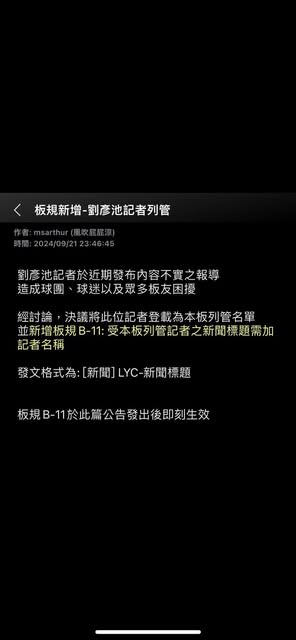 板規新增-劉彥池記者列管
作者: msarthur (風吹屁屁涼)
時間: 2024/09/21 23:46:45
劉彥池記者於近期發布內容不實之報導
造成球團、球迷以及眾多板友困擾
經討論，決議將此位記者登載為本板列管名單
並新增板規 B-11: 受本板列管記者之新聞標題需加
記者名稱
發文格式為: [新聞] LYC-新聞標題
板規 B-11 於此篇公告發出後即刻生效